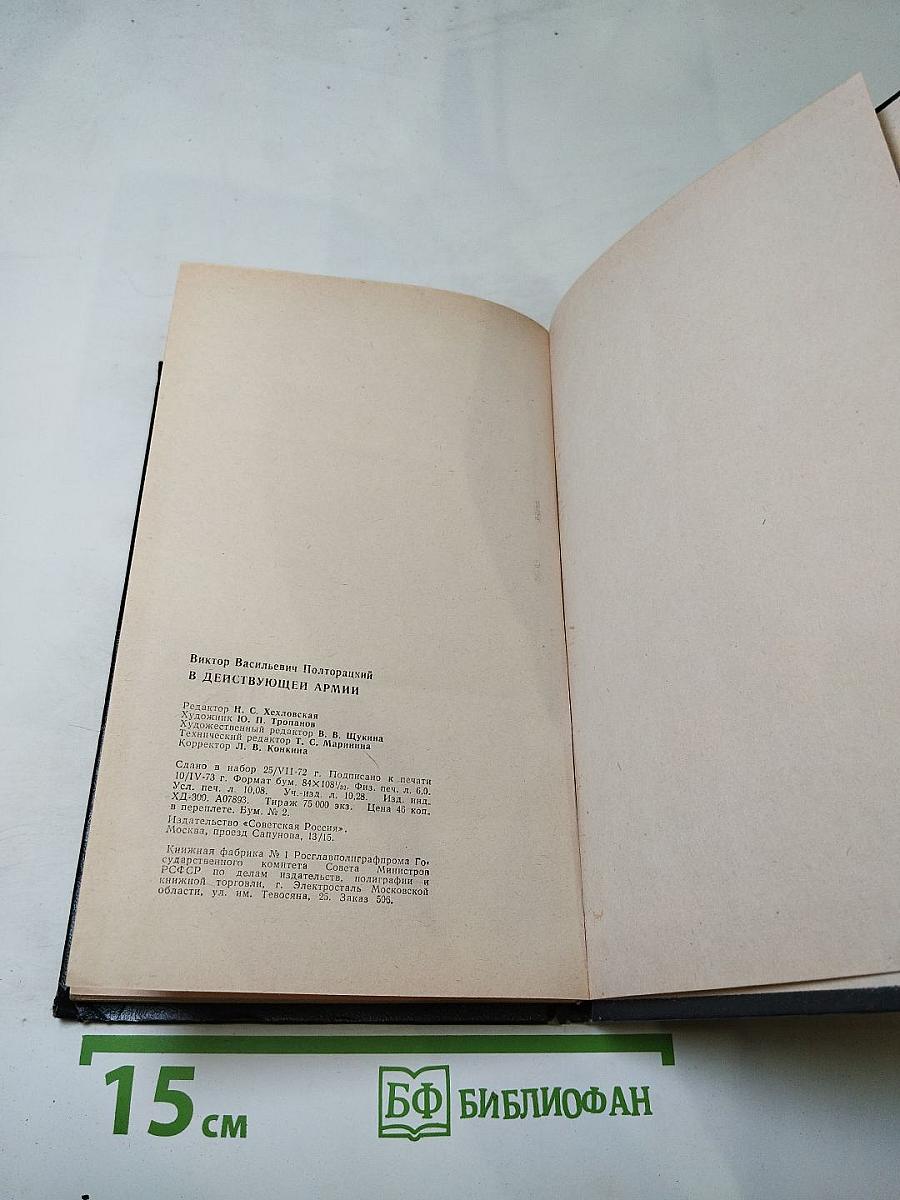 Виктор Васильевич Полторацкий
В ДЕЙСТВУЮЩЕЙ АРМИИ
Редактор Н. С. Хехловская
Художник Ю. П. Тропанов
Художественный редактор В. В. Щукина
Технический редактор Т. С. Маринина
Корректор Л. В. Конкина
Сдано в набор 25/VII-72 г. Подписано к печати
10/IV-73 г. Формат бум. 84×108 1/32. Физ. печ. л. 6,0.
Усл. печ. л. 10,08. Уч.-изд. л. 10,28. Изд. инд.
ХД-300. А07893. Тираж 75 000 экз. Цена 46 коп.
в переплете. Бум. № 2.
Издательство «Советская Россия».
Москва, проезд Сапунова, 13/15.
Книжная фабрика № 1 Росглавполиграфпрома Го-
сударственного комитета Совета Министров
РСФСР по делам издательств, полиграфии и
книжной торговли, г. Электросталь Московской
области, ул. им. Тевосяна, 25. Заказ 506.
15 см
БФ БИБЛИОФАН